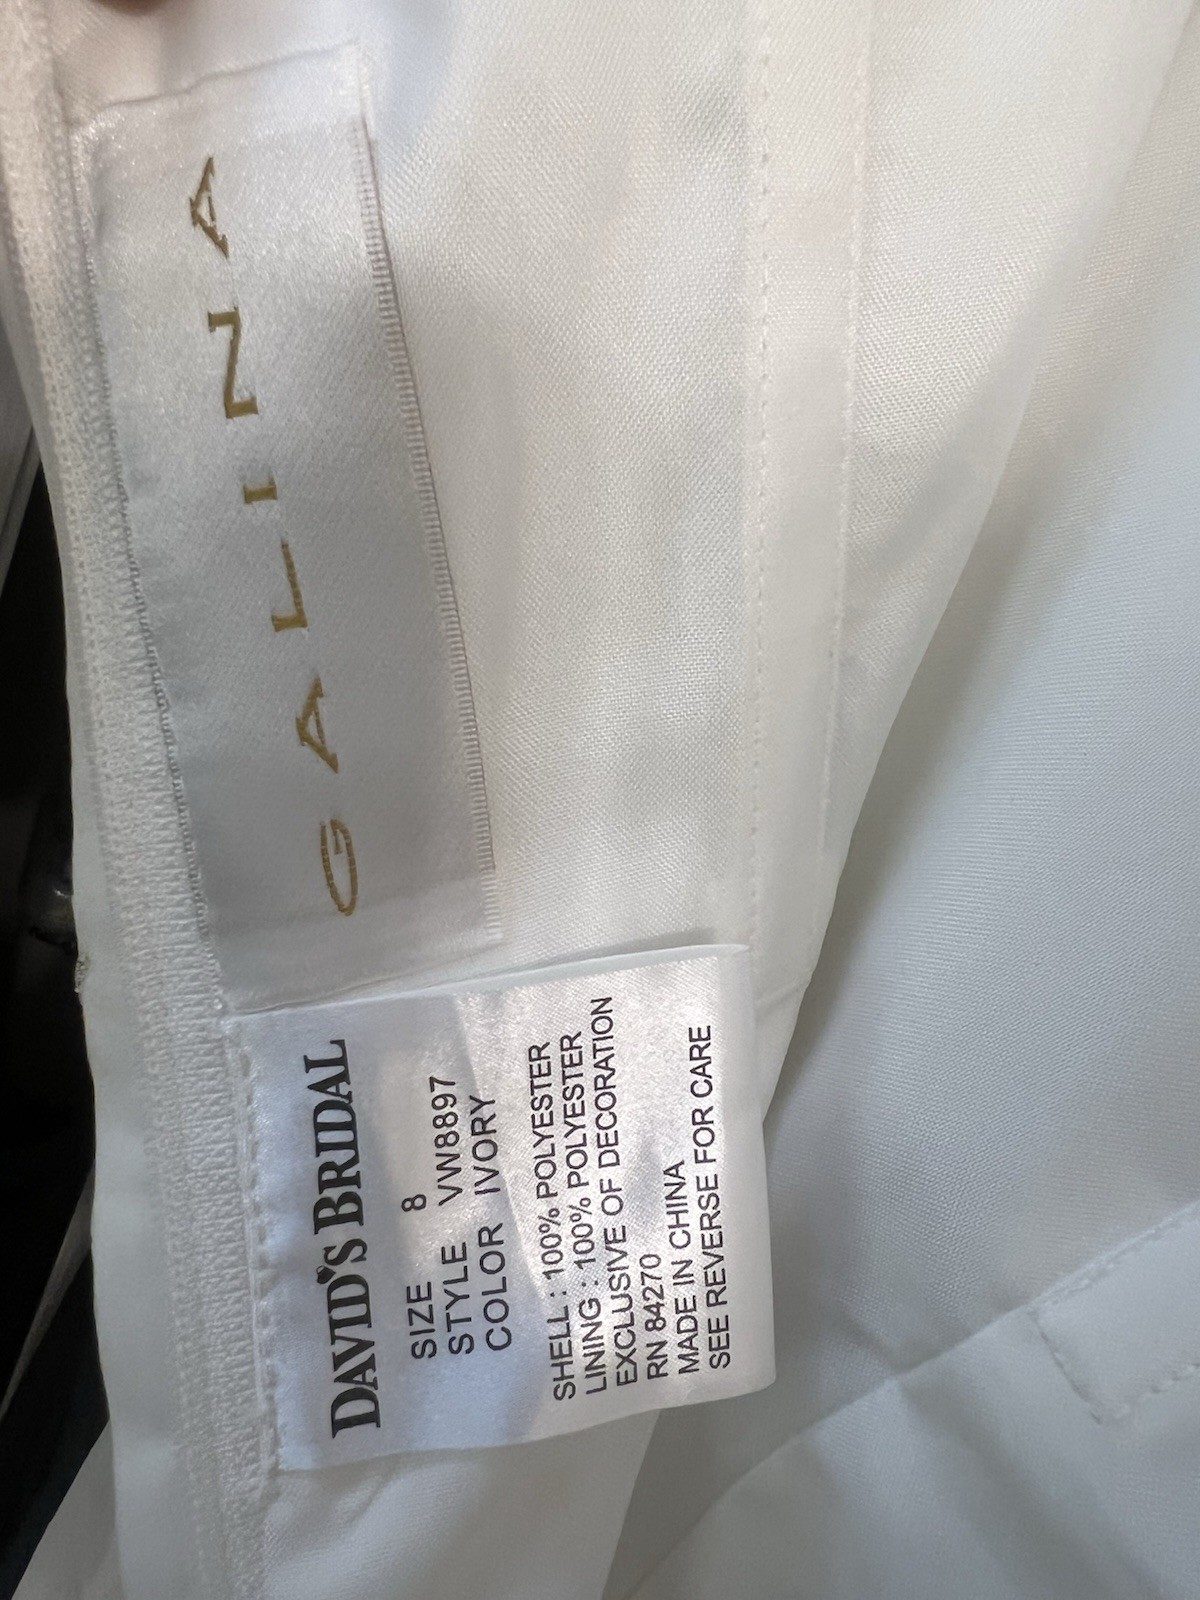 GALINA
DAVID'S BRIDAL
SIZE 8
STYLE VW8897
COLOR IVORY
SHELL : 100% POLYESTER
LINING : 100% POLYESTER
EXCLUSIVE OF DECORATION
RN 84270
MADE IN CHINA
SEE REVERSE FOR CARE